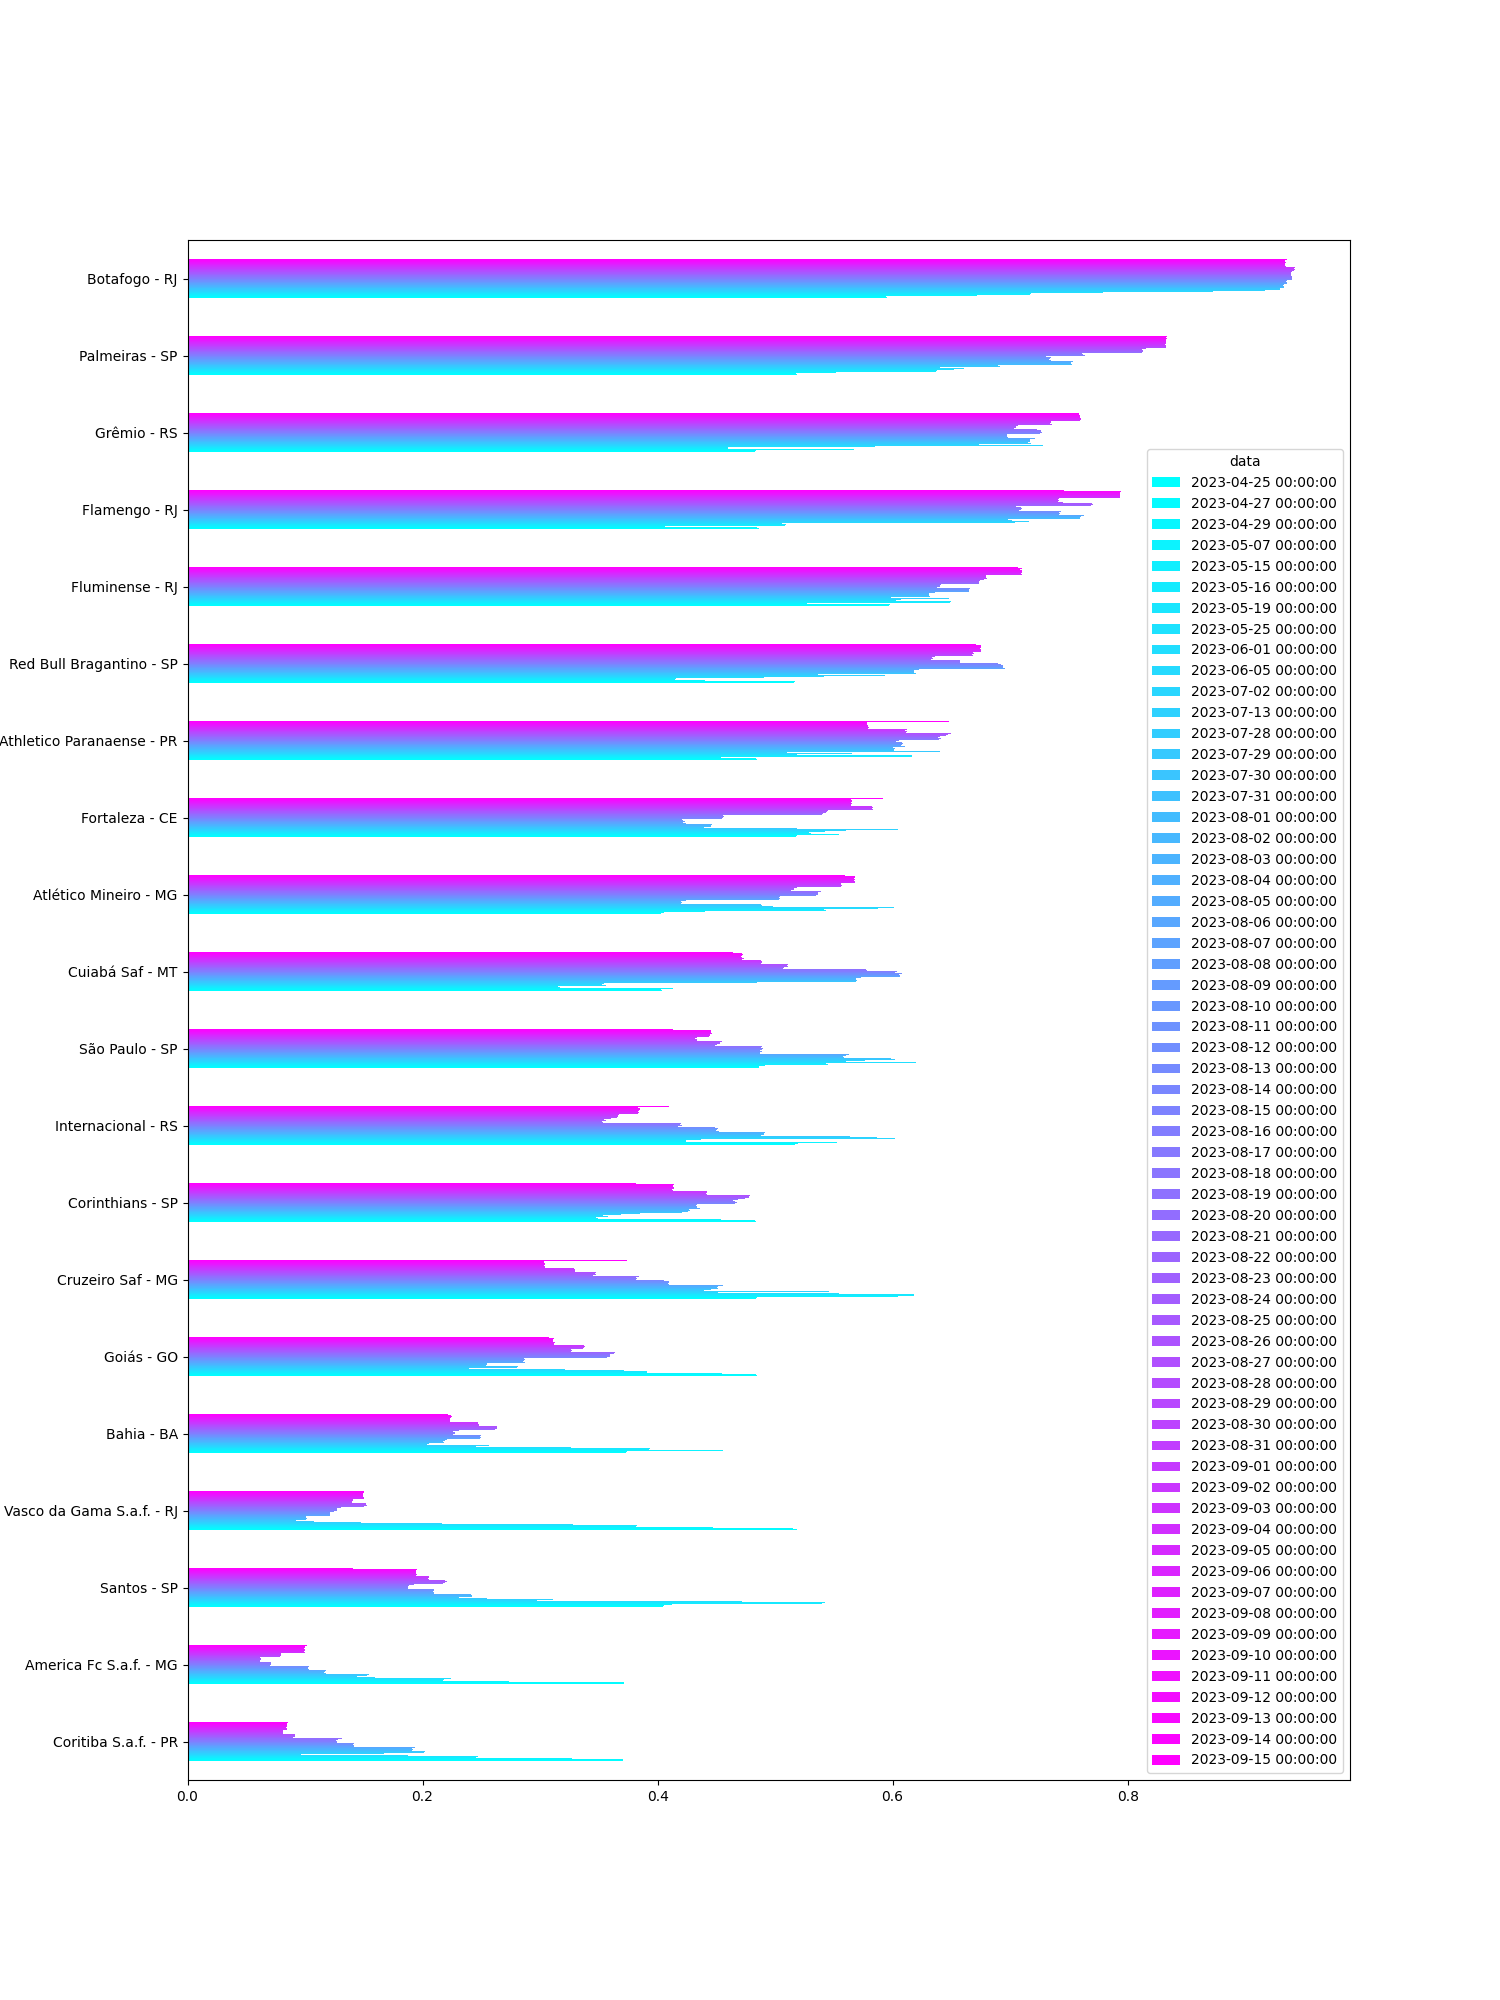 Botafogo - RJ
Palmeiras - SP
Grêmio - RS
Flamengo - RJ
Fluminense - RJ
Red Bull Bragantino - SP
Athletico Paranaense - PR
Fortaleza - CE
Atlético Mineiro - MG
Cuiabá Saf - MT
São Paulo - SP
Internacional - RS
Corinthians - SP
Cruzeiro Saf - MG
Goiás - GO
Bahia - BA
Vasco da Gama S.a.f. - RJ
Santos - SP
America Fc S.a.f. - MG
Coritiba S.a.f. - PR
0.0 0.2 0.4 0.6 0.8
data
2023-04-25 00:00:00
2023-04-27 00:00:00
2023-04-29 00:00:00
2023-05-07 00:00:00
2023-05-15 00:00:00
2023-05-16 00:00:00
2023-05-19 00:00:00
2023-05-25 00:00:00
2023-06-01 00:00:00
2023-06-05 00:00:00
2023-07-02 00:00:00
2023-07-13 00:00:00
2023-07-28 00:00:00
2023-07-29 00:00:00
2023-07-30 00:00:00
2023-07-31 00:00:00
2023-08-01 00:00:00
2023-08-02 00:00:00
2023-08-03 00:00:00
2023-08-04 00:00:00
2023-08-05 00:00:00
2023-08-06 00:00:00
2023-08-07 00:00:00
2023-08-08 00:00:00
2023-08-09 00:00:00
2023-08-10 00:00:00
2023-08-11 00:00:00
2023-08-12 00:00:00
2023-08-13 00:00:00
2023-08-14 00:00:00
2023-08-15 00:00:00
2023-08-16 00:00:00
2023-08-17 00:00:00
2023-08-18 00:00:00
2023-08-19 00:00:00
2023-08-20 00:00:00
2023-08-21 00:00:00
2023-08-22 00:00:00
2023-08-23 00:00:00
2023-08-24 00:00:00
2023-08-25 00:00:00
2023-08-26 00:00:00
2023-08-27 00:00:00
2023-08-28 00:00:00
2023-08-29 00:00:00
2023-08-30 00:00:00
2023-08-31 00:00:00
2023-09-01 00:00:00
2023-09-02 00:00:00
2023-09-03 00:00:00
2023-09-04 00:00:00
2023-09-05 00:00:00
2023-09-06 00:00:00
2023-09-07 00:00:00
2023-09-08 00:00:00
2023-09-09 00:00:00
2023-09-10 00:00:00
2023-09-11 00:00:00
2023-09-12 00:00:00
2023-09-13 00:00:00
2023-09-14 00:00:00
2023-09-15 00:00:00